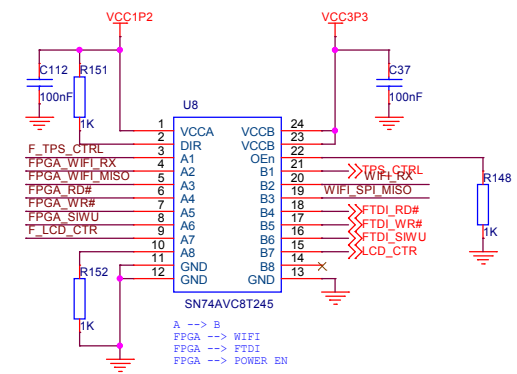 VCC1P2
VCC3P3
C112
R151
C37
100nF
100nF
1K
U8
1 VCCA VCCB 24
2 DIR VCCB 23
F_TPS_CTRL 3 A1 OEn 22
FPGA_WIFI_RX 4 A2 B1 21 TPS_CTRL
FPGA_WIFI_MISO 5 A3 B2 20 WIFI_RX
FPGA_RD# 6 A4 B3 19 WIFI_SPI_MISO
FPGA_WR# 7 A5 B4 18 FTDI_RD#
FPGA_SIWU 8 A6 B5 17 FTDI_WR#
F_LCD_CTR 9 A7 B6 16 FTDI_SIWU
10 A8 B7 15 LCD_CTR
11 GND B8 14
12 GND GND 13
R148
1K
R152
1K
SN74AVC8T245
A --> B
FPGA --> WIFI
FPGA --> FTDI
FPGA --> POWER EN